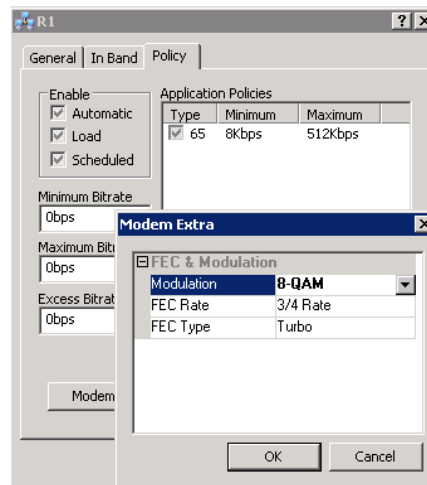 R1
General In Band Policy
Enable
Automatic
Load
Scheduled
Application Policies
Type Minimum Maximum
65 8Kbps 512Kbps
Minimum Bitrate
0bps
Maximum
0bps
Excess
0bps
Modem
Modem Extra
FEC & Modulation
Modulation 8-QAM
FEC Rate 3/4 Rate
FEC Type Turbo
OK Cancel